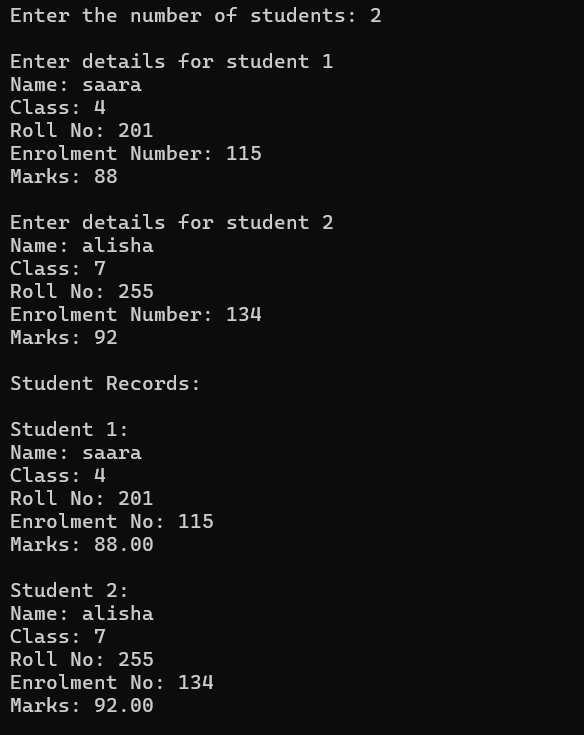 Enter the number of students: 2
Enter details for student 1
Name: saara
Class: 4
Roll No: 201
Enrolment Number: 115
Marks: 88
Enter details for student 2
Name: alisha
Class: 7
Roll No: 255
Enrolment Number: 134
Marks: 92
Student Records:
Student 1:
Name: saara
Class: 4
Roll No: 201
Enrolment No: 115
Marks: 88.00
Student 2:
Name: alisha
Class: 7
Roll No: 255
Enrolment No: 134
Marks: 92.00